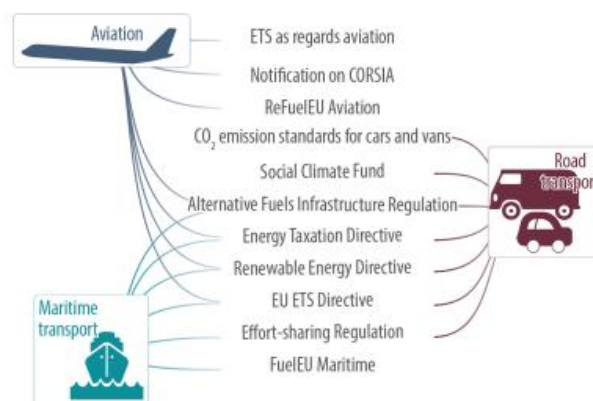 Aviation
ETS as regards aviation
Notification on CORSIA
ReFuelEU Aviation
CO₂ emission standards for cars and vans
Social Climate Fund
Road
transport
Alternative Fuels Infrastructure Regulation
Energy Taxation Directive
Renewable Energy Directive
Maritime
transport
EU ETS Directive
Effort-sharing Regulation
FuelEU Maritime